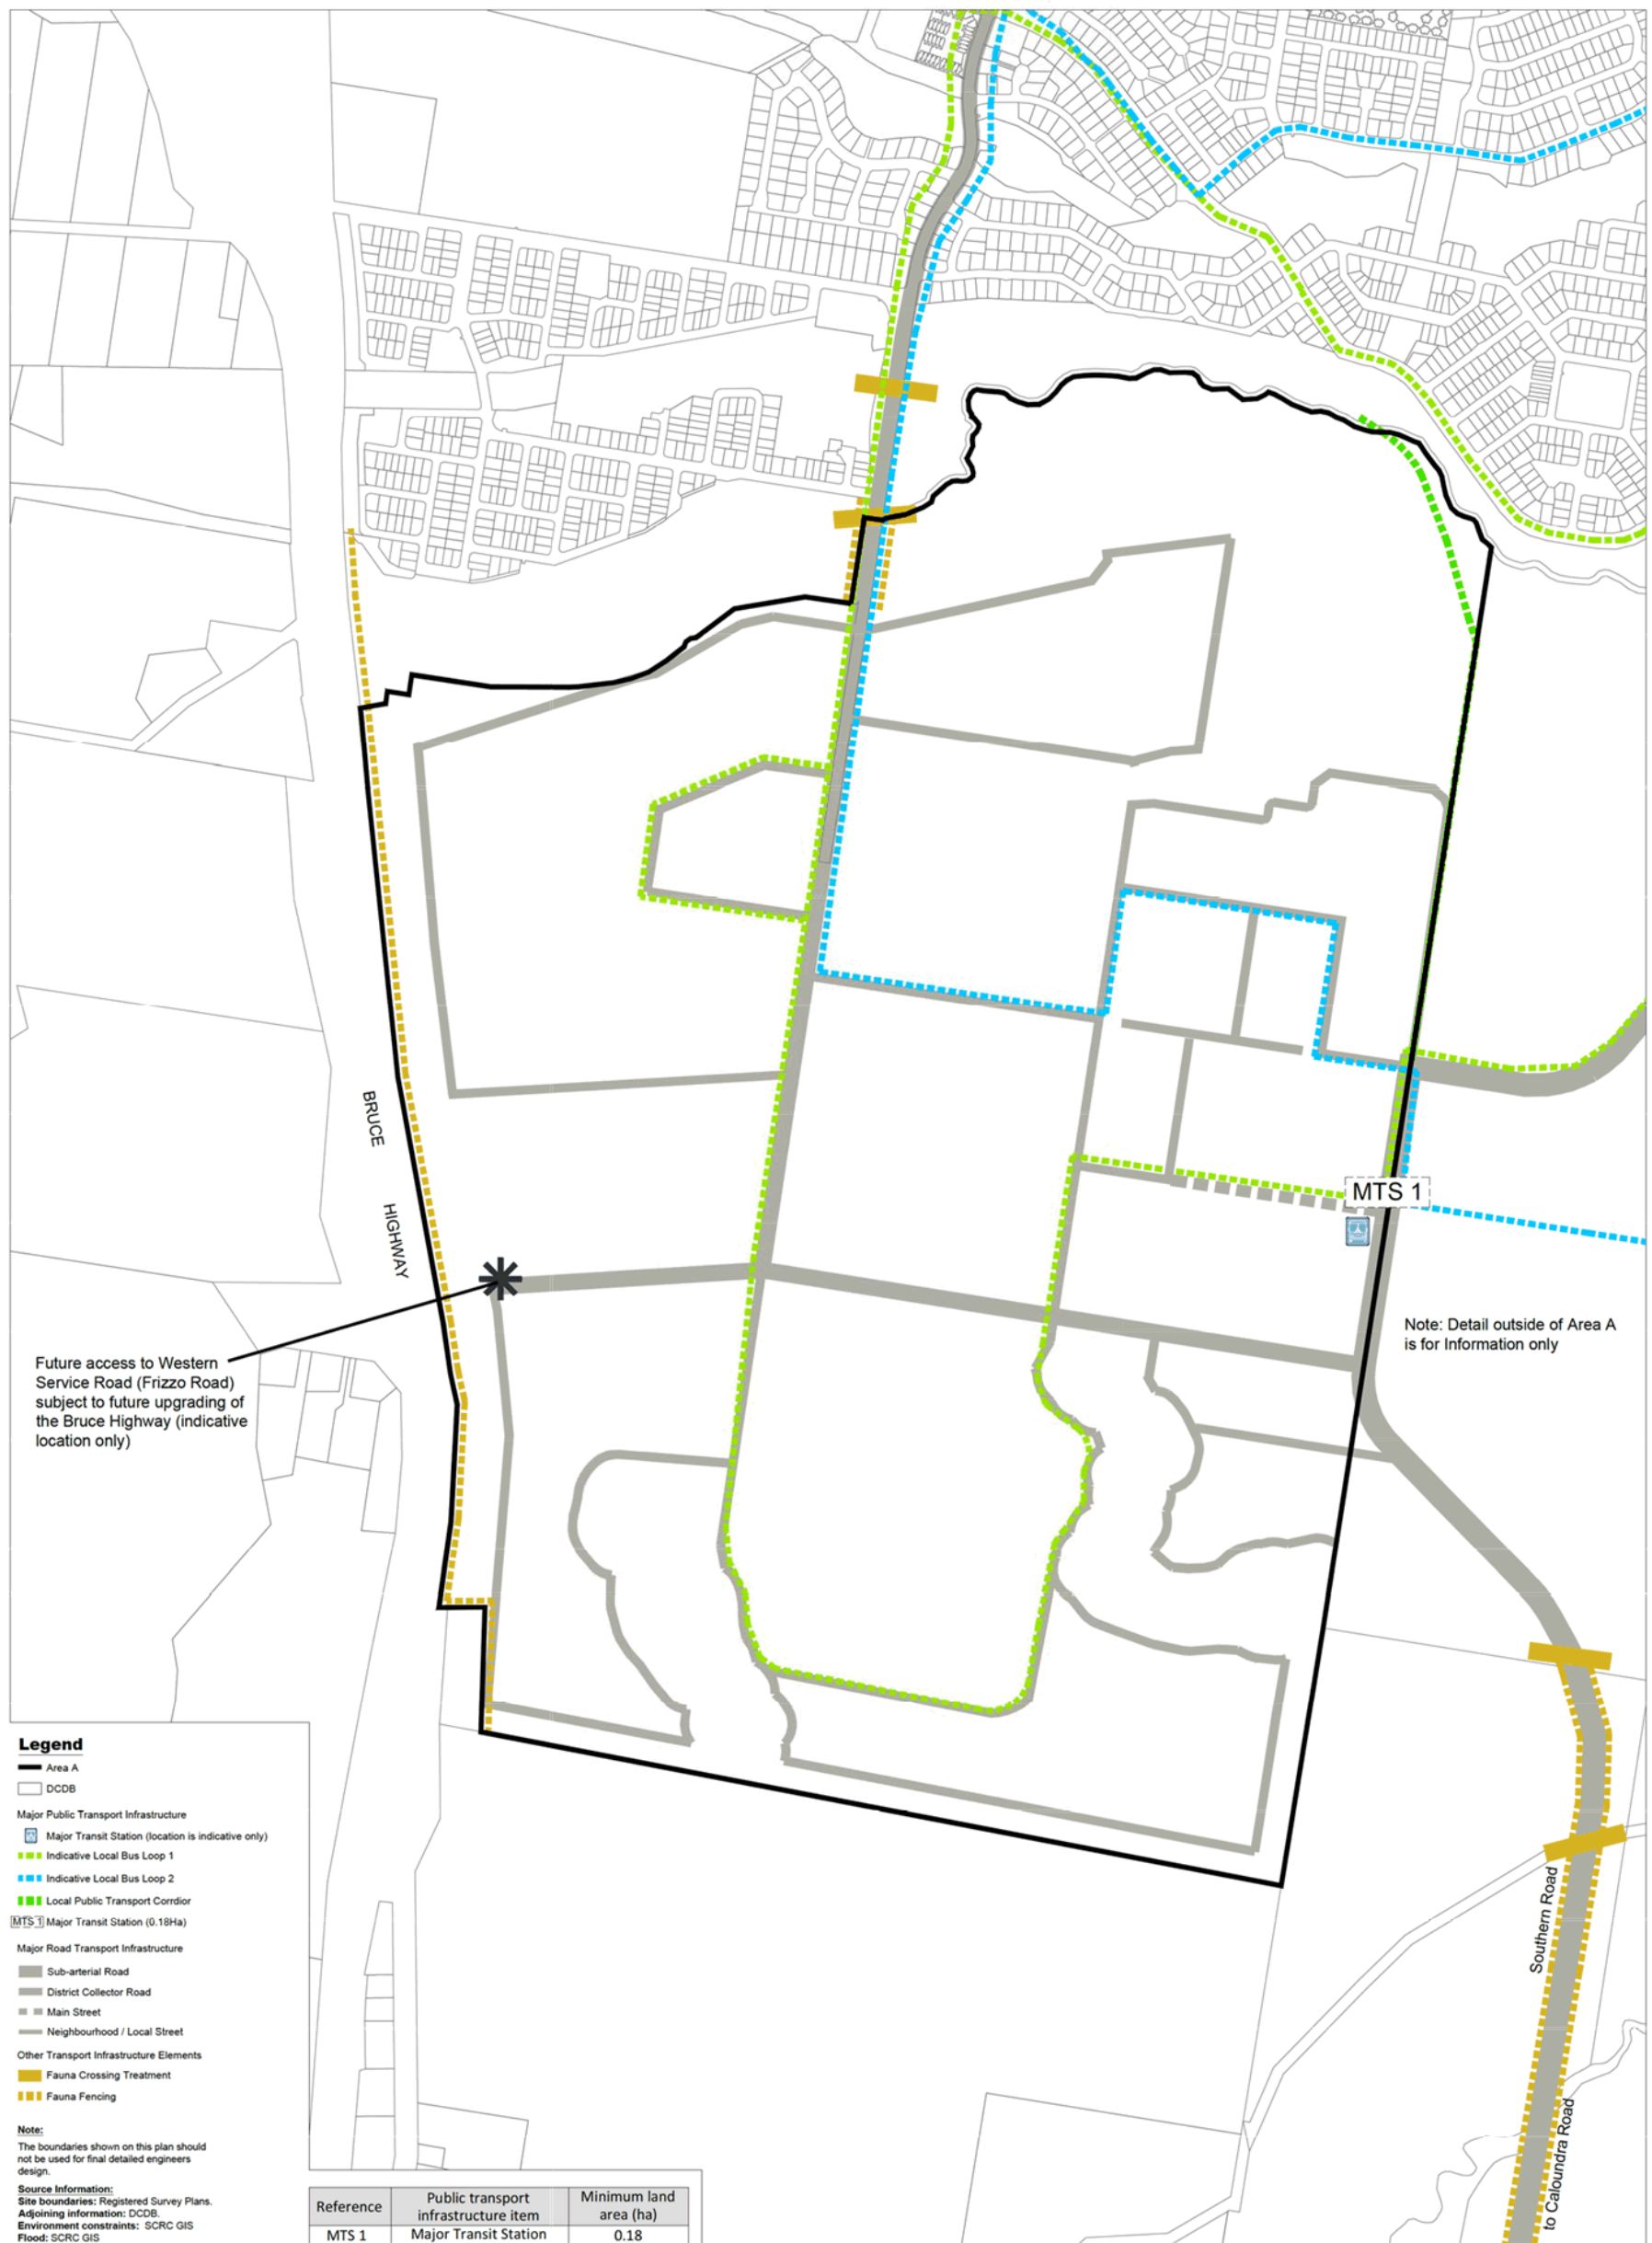 BRUCE
HIGHWAY
MTS 1
Note: Detail outside of Area A
is for Information only
Future access to Western
Service Road (Frizzo Road)
subject to future upgrading of
the Bruce Highway (indicative
location only)
Southern Road
to Caloundra Road
Legend
Area A
DCDB
Major Public Transport Infrastructure
Major Transit Station (location is indicative only)
Indicative Local Bus Loop 1
Indicative Local Bus Loop 2
Local Public Transport Corrdior
MTS 1 Major Transit Station (0.18Ha)
Major Road Transport Infrastructure
Sub-arterial Road
District Collector Road
Main Street
Neighbourhood / Local Street
Other Transport Infrastructure Elements
Fauna Crossing Treatment
Fauna Fencing
Note:
The boundaries shown on this plan should
not be used for final detailed engineers
design.
Source Information:
Site boundaries: Registered Survey Plans.
Adjoining information: DCDB.
Environment constraints: SCRC GIS
Flood: SCRC GIS
Reference Public transport infrastructure item Minimum land area (ha)
MTS 1 Major Transit Station 0.18